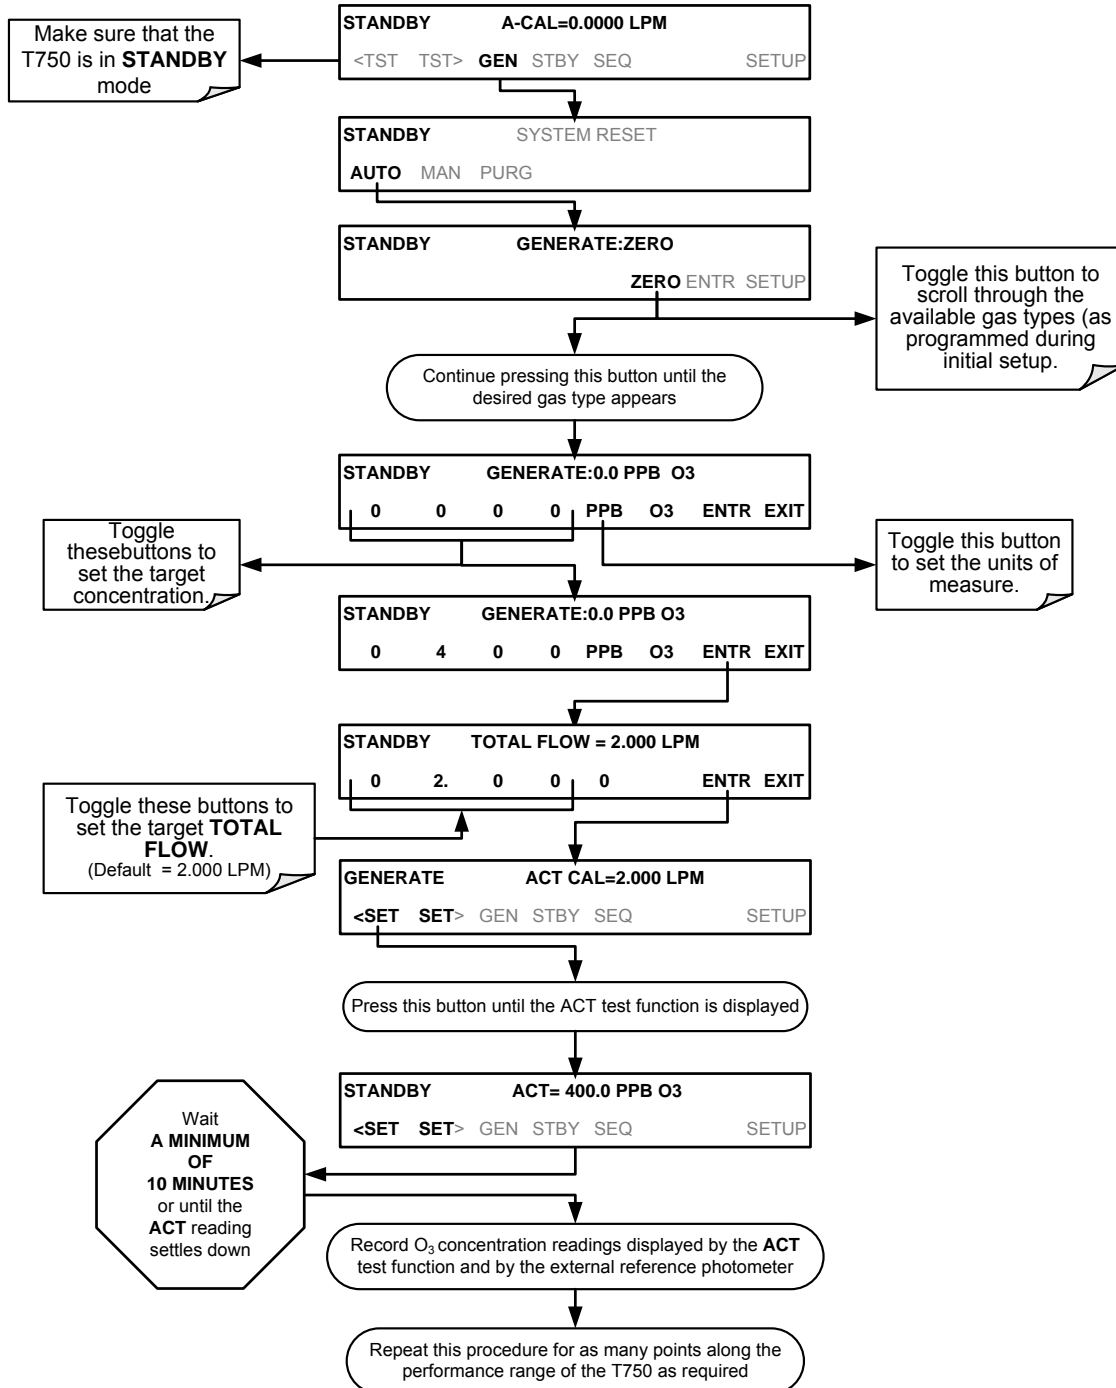 Make sure that the
T750 is in STANDBY
mode
STANDBY A-CAL=0.0000 LPM
<TST TST> GEN STBY SEQ SETUP
STANDBY SYSTEM RESET
AUTO MAN PURG
STANDBY GENERATE:ZERO
ZERO ENTR SETUP
Toggle this button to
scroll through the
available gas types (as
programmed during
initial setup.
Continue pressing this button until the
desired gas type appears
STANDBY GENERATE:0.0 PPB O3
0 0 0 0 PPB O3 ENTR EXIT
Toggle
thesebuttons to
set the target
concentration.
Toggle this button
to set the units of
measure.
STANDBY GENERATE:0.0 PPB O3
0 4 0 0 PPB O3 ENTR EXIT
STANDBY TOTAL FLOW = 2.000 LPM
0 2. 0 0 0 ENTR EXIT
Toggle these buttons to
set the target TOTAL
FLOW.
(Default = 2.000 LPM)
GENERATE ACT CAL=2.000 LPM
<SET SET> GEN STBY SEQ SETUP
Press this button until the ACT test function is displayed
STANDBY ACT= 400.0 PPB O3
<SET SET> GEN STBY SEQ SETUP
Wait
A MINIMUM
OF
10 MINUTES
or until the
ACT reading
settles down
Record O₃ concentration readings displayed by the ACT
test function and by the external reference photometer
Repeat this procedure for as many points along the
performance range of the T750 as required